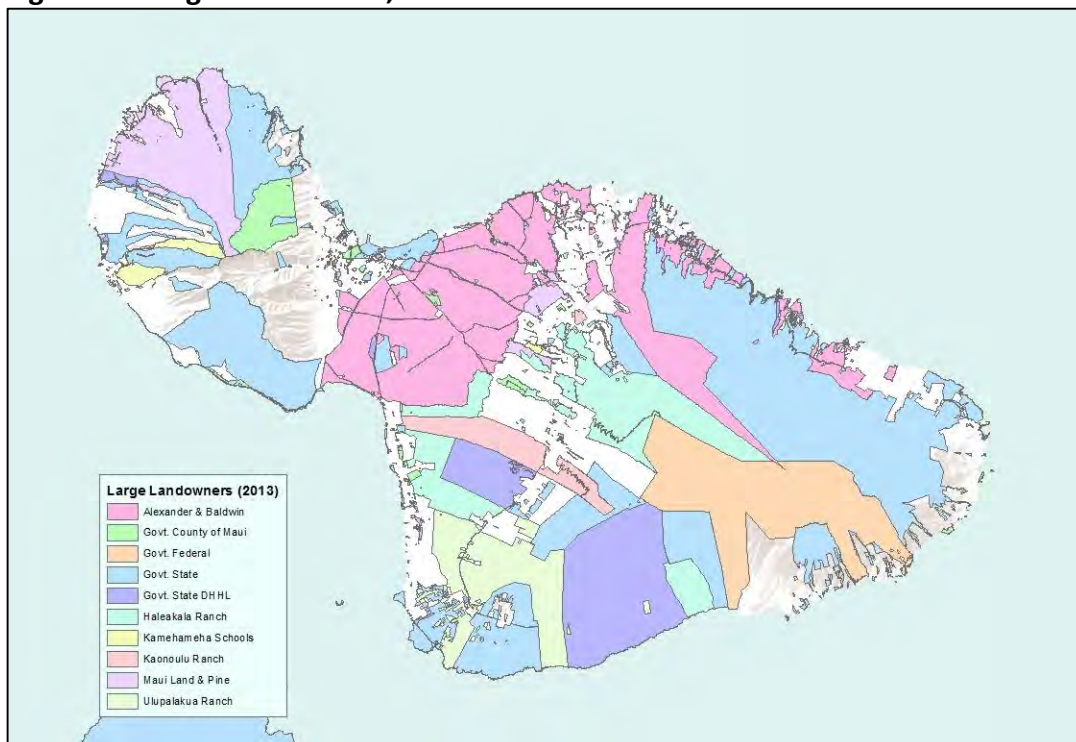 Large Landowners (2013)
Alexander & Baldwin
Govt. County of Maui
Govt. Federal
Govt. State
Govt. State DHHL
Haleakala Ranch
Kamehameha Schools
Kaonoulu Ranch
Maui Land & Pine
Ulupalakua Ranch